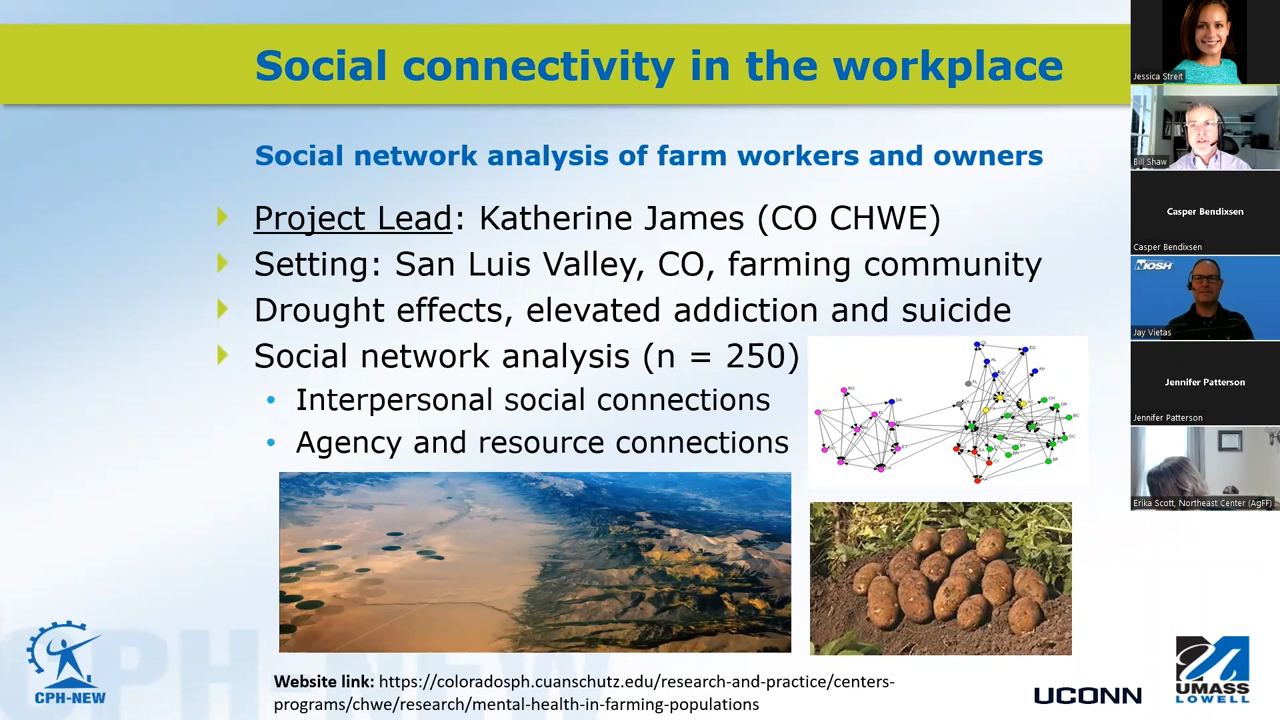 Social connectivity in the workplace
Social network analysis of farm workers and owners
Project Lead: Katherine James (CO CHWE)
Setting: San Luis Valley, CO, farming community
Drought effects, elevated addiction and suicide
Social network analysis (n = 250)
Interpersonal social connections
Agency and resource connections
Website link: https://coloradosph.cuanschutz.edu/research-and-practice/centers-
programs/chwe/research/mental-health-in-farming-populations
CPH-NEW
CPH-NEW
UCONN
UMASS
LOWELL
Jessica Streit
Bill Shaw
Casper Bendixsen
Casper Bendixsen
NIOSH
Jay Vietas
Jennifer Patterson
Jennifer Patterson
Erika Scott, Northeast Center (AgFF)